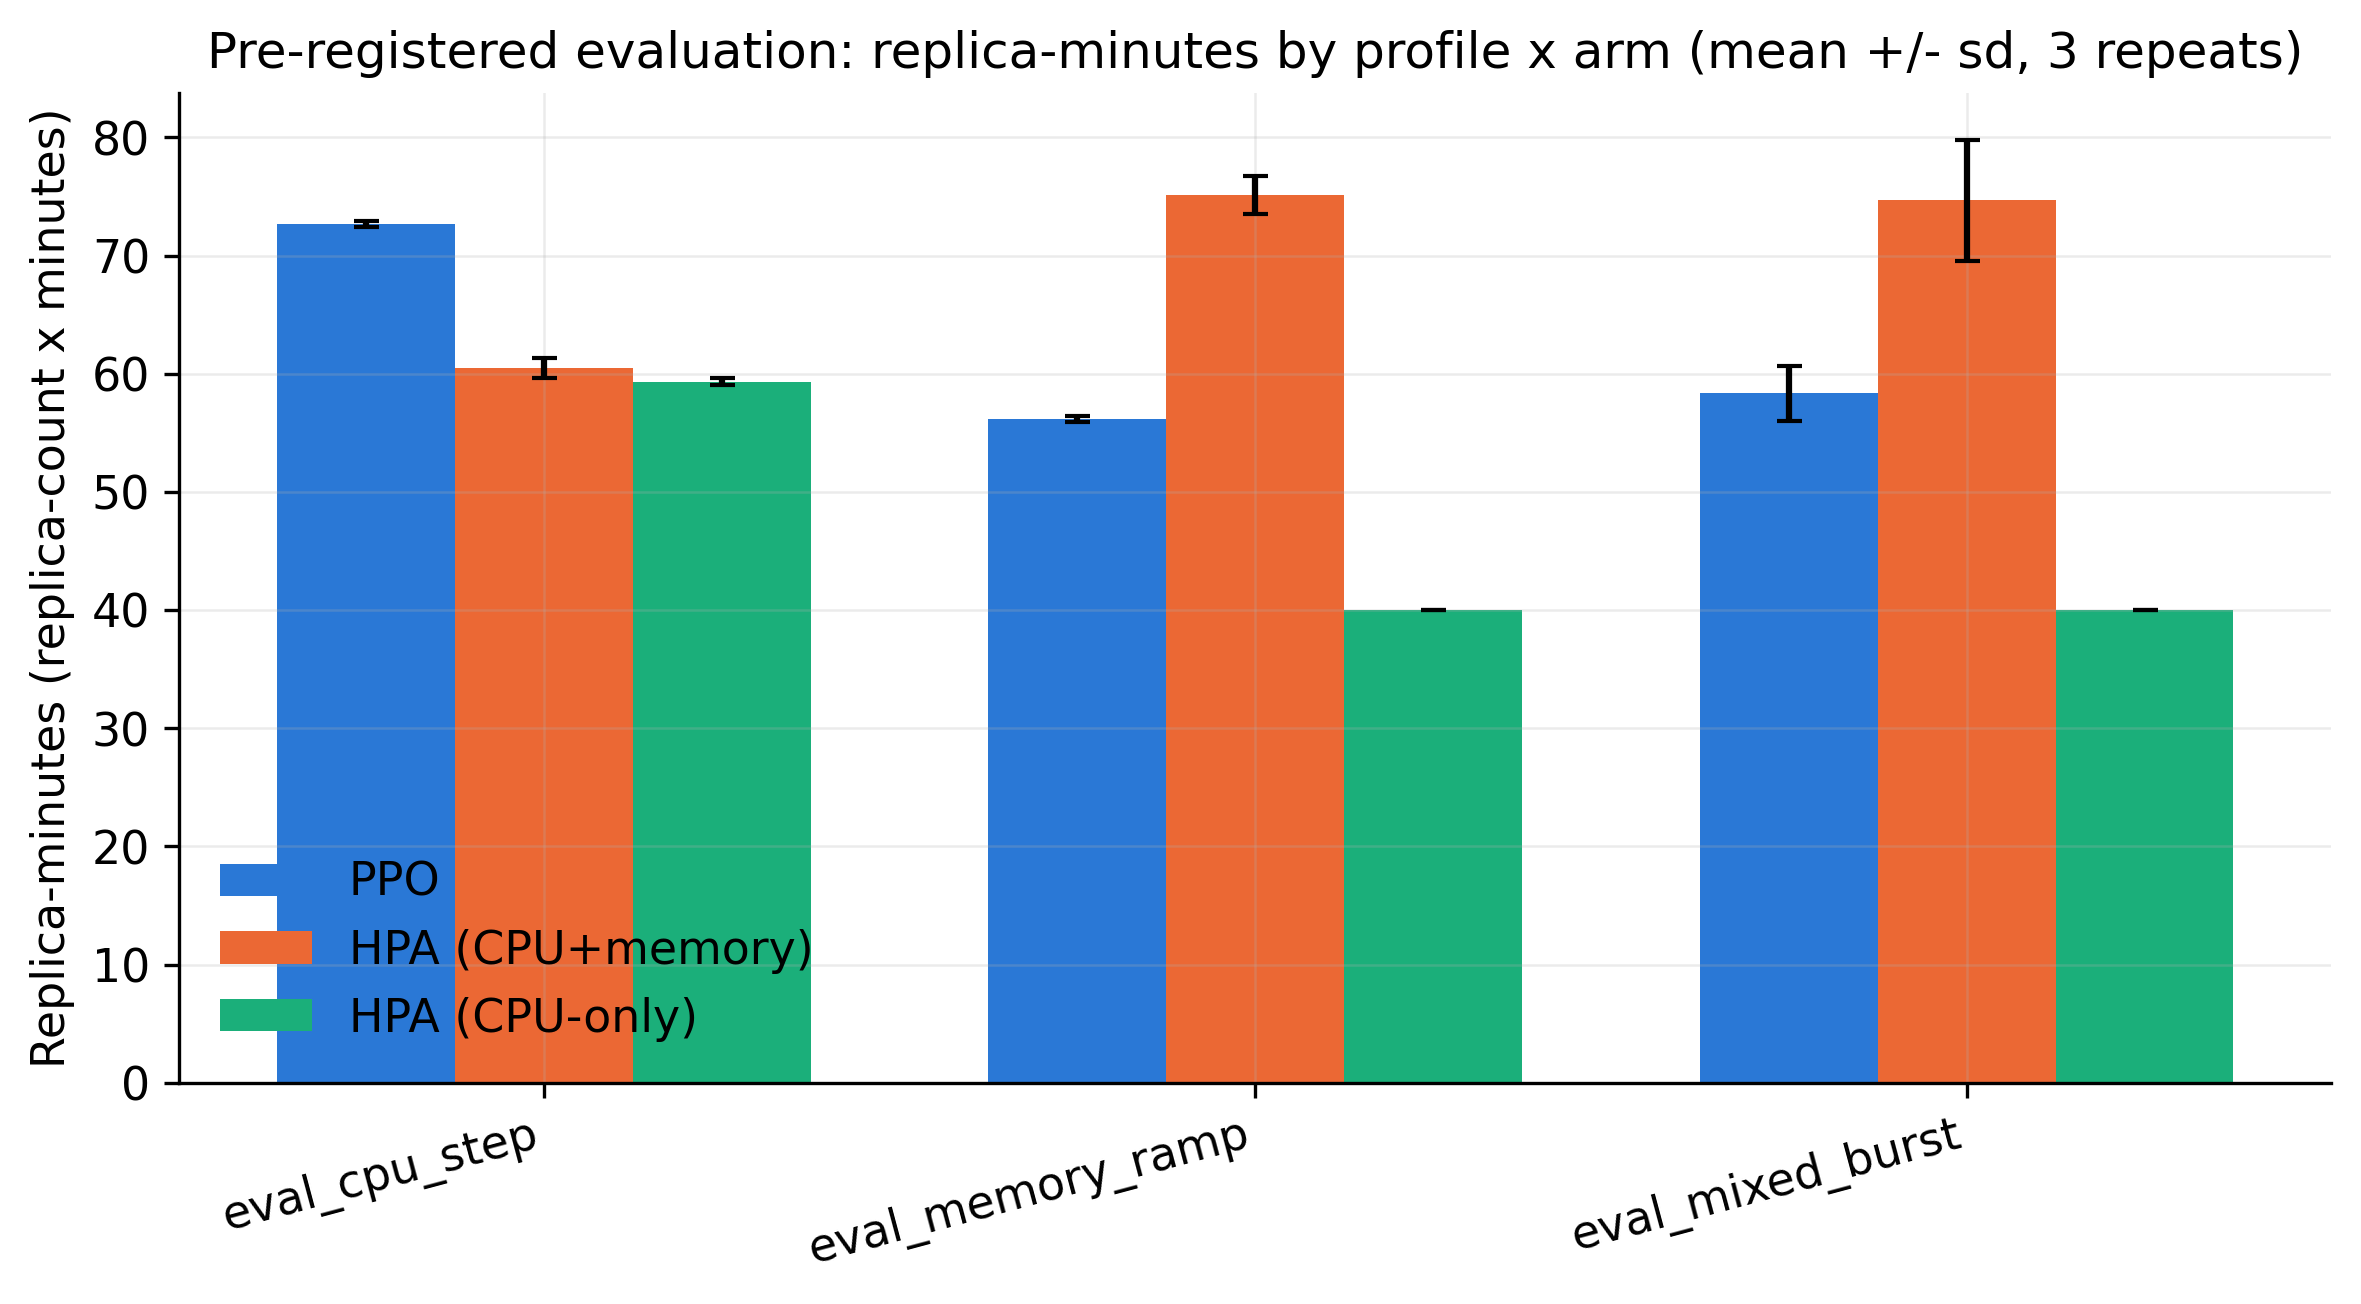 Pre-registered evaluation: replica-minutes by profile x arm (mean +/- sd, 3 repeats)
Replica-minutes (replica-count x minutes)
80
70
60
50
40
30
20
10
0
PPO
HPA (CPU+memory)
HPA (CPU-only)
eval_cpu_step
eval_memory_ramp
eval_mixed_burst